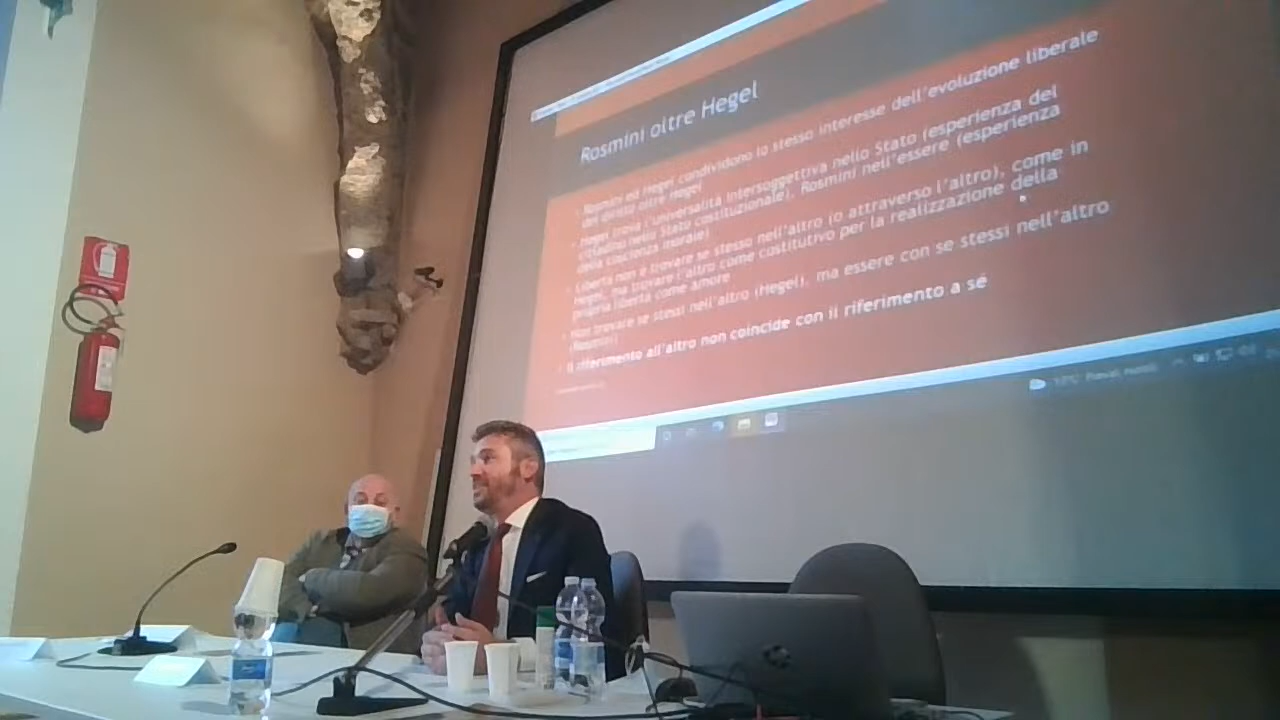 Rosmini oltre Hegel
Rosmini ed Hegel condividono lo stesso interesse dell'evoluzione liberale
del diritto oltre Hegel
Hegel trova l'universalità intersoggettiva nello Stato (esperienza del
cittadino nello Stato costituzionale), Rosmini nell'essere (esperienza
della coscienza morale)
Libertà non è trovare se stesso nell'altro (o attraverso l'altro), come in
Hegel, ma trovare l'altro come costitutivo per la realizzazione della
propria libertà come amore
Non trovare se stessi nell'altro (Hegel), ma essere con se stessi nell'altro
(Rosmini)
Il riferimento all'altro non coincide con il riferimento a sé